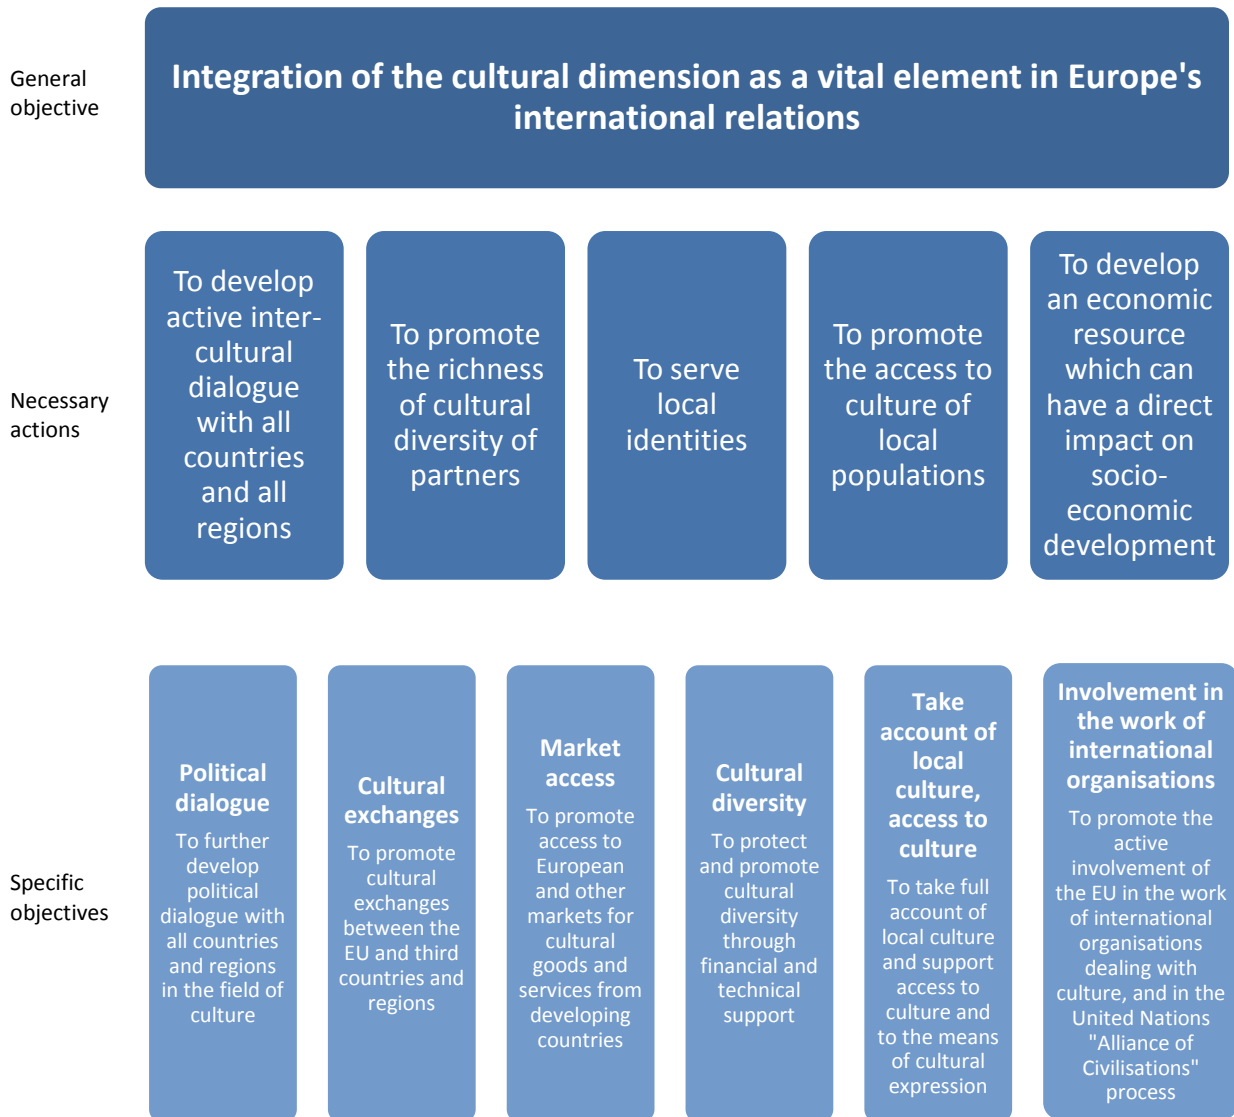 General
objective
Integration of the cultural dimension as a vital element in Europe's
international relations
Necessary
actions
To develop
active inter-
cultural
dialogue
with all
countries
and all
regions
To promote
the richness
of cultural
diversity of
partners
To serve
local
identities
To promote
the access to
culture of
local
populations
To develop
an economic
resource
which can
have a direct
impact on
socio-
economic
development
Specific
objectives
Political
dialogue
To further
develop
political
dialogue with
all countries
and regions
in the field of
culture
Cultural
exchanges
To promote
cultural
exchanges
between the
EU and third
countries and
regions
Market
access
To promote
access to
European
and other
markets for
cultural
goods and
services from
developing
countries
Cultural
diversity
To protect
and promote
cultural
diversity
through
financial and
technical
support
Take
account of
local
culture,
access to
culture
To take full
account of
local culture
and support
access to
culture and
to the means
of cultural
expression
Involvement in
the work of
international
organisations
To promote the
active
involvement of
the EU in the work
of international
organisations
dealing with
culture, and in the
United Nations
"Alliance of
Civilisations"
process